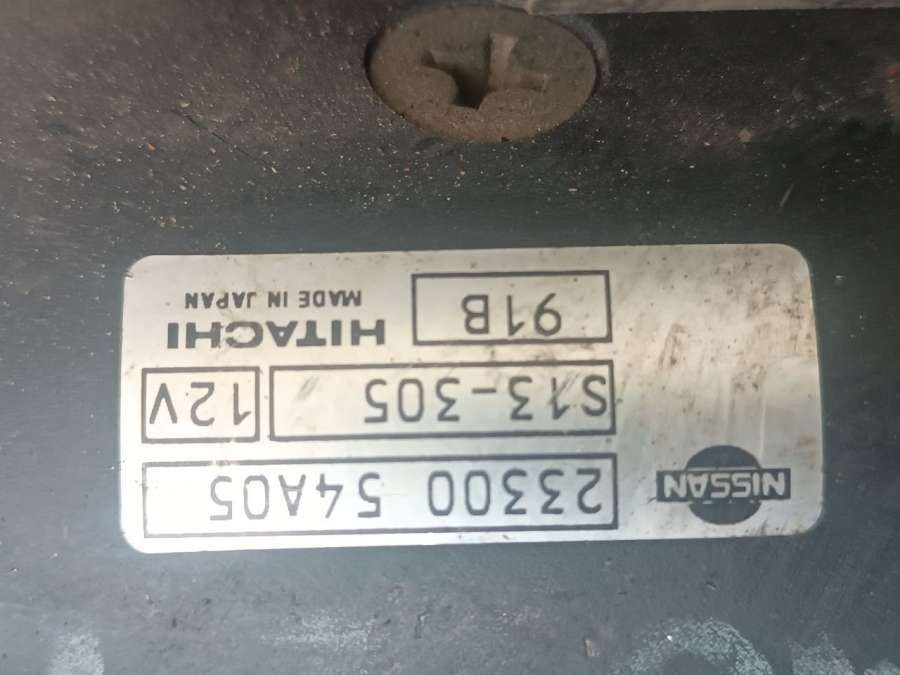 NISSAN
23300 54A05
S13-305 12V
91B
HITACHI
MADE IN JAPAN